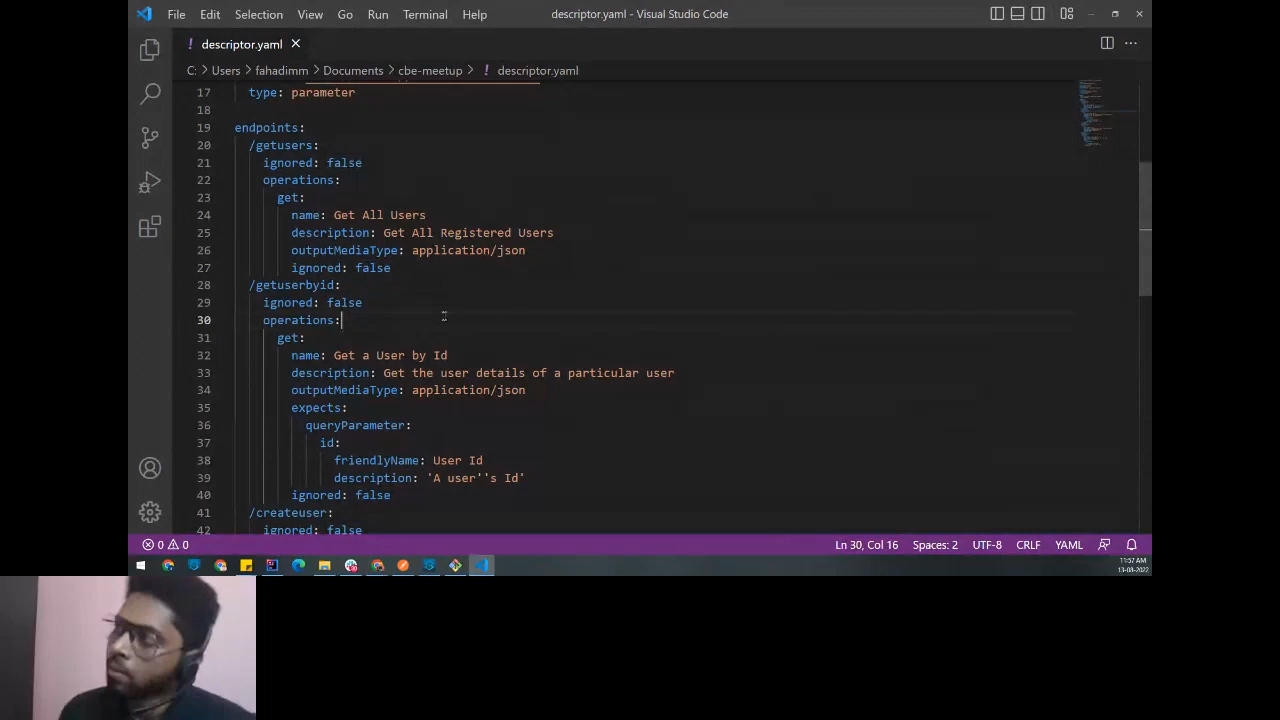 File Edit Selection View Go Run Terminal Help descriptor.yaml - Visual Studio Code
! descriptor.yaml
C: > Users > fahadimm > Documents > cbe-meetup > ! descriptor.yaml
17 type: parameter
18
19 endpoints:
20 /getusers:
21 ignored: false
22 operations:
23 get:
24 name: Get All Users
25 description: Get All Registered Users
26 outputMediaType: application/json
27 ignored: false
28 /getuserbyid:
29 ignored: false
30 operations:
31 get:
32 name: Get a User by Id
33 description: Get the user details of a particular user
34 outputMediaType: application/json
35 expects:
36 queryParameter:
37 id:
38 friendlyName: User Id
39 description: 'A user''s Id'
40 ignored: false
41 /createuser:
42 ignored: false
0 0 Ln 30, Col 16 Spaces: 2 UTF-8 CRLF YAML
11:57 AM
13-08-2022